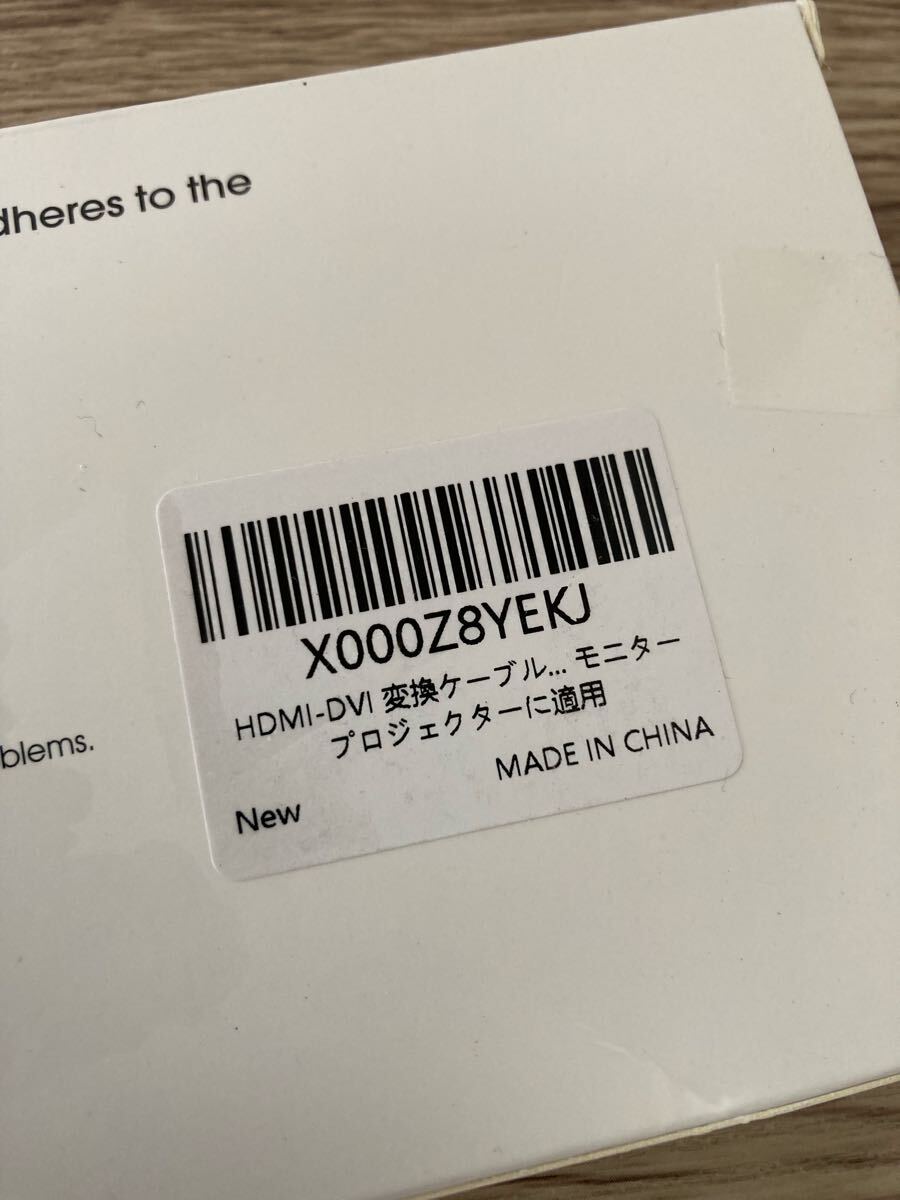 dheres to the
X000Z8YEKJ
HDMI-DVI 変換ケーブル... モニター
プロジェクターに適用
blems.
MADE IN CHINA
New